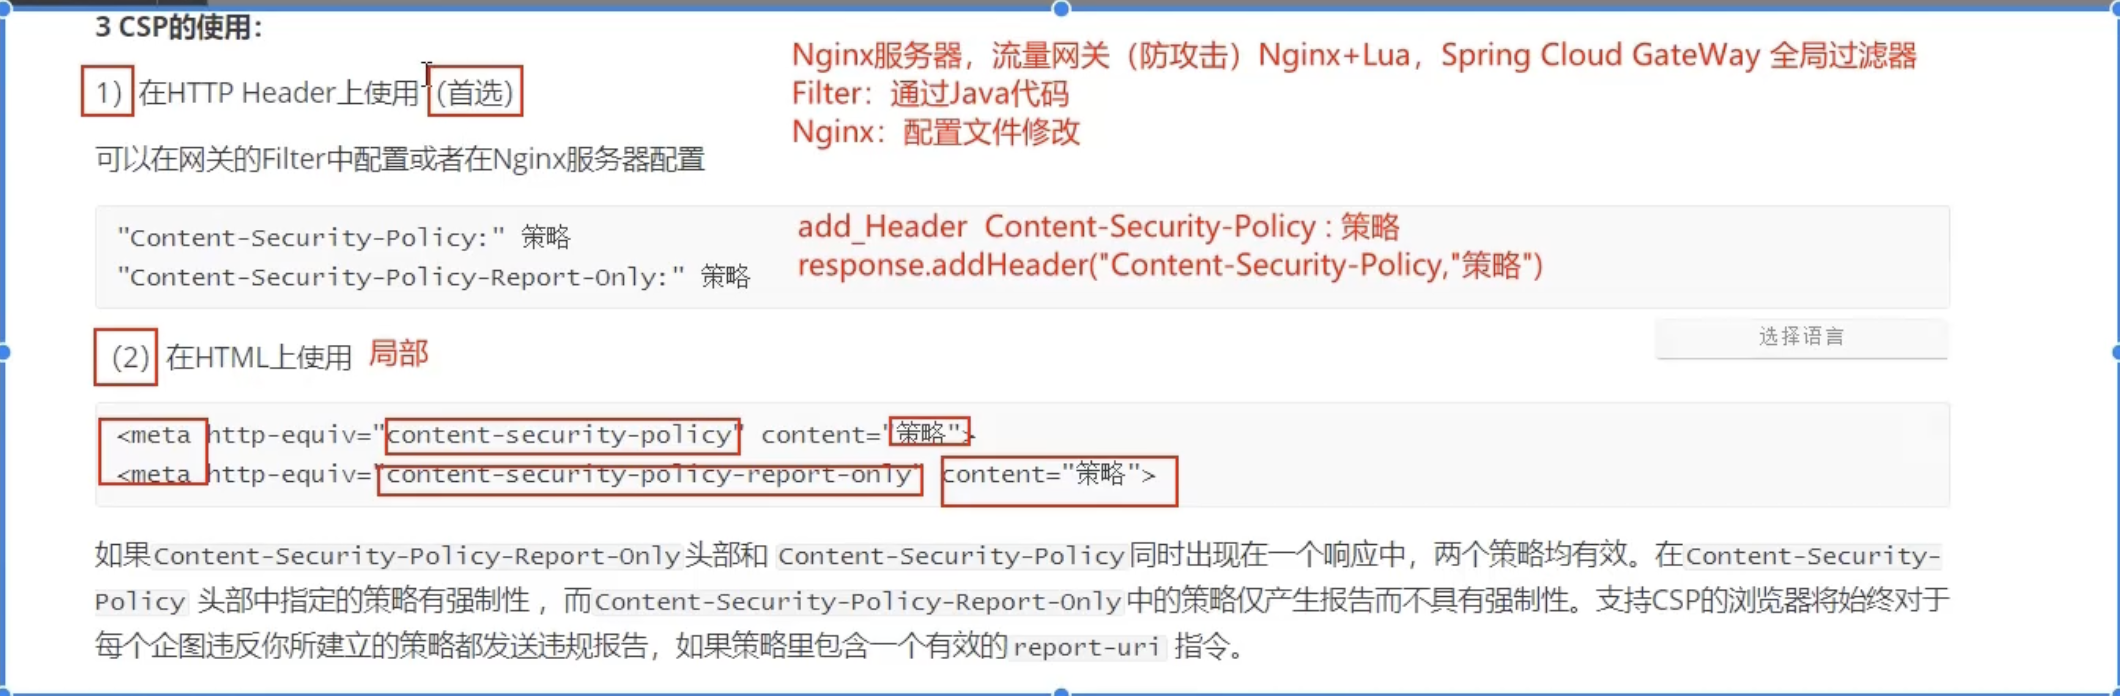 3 CSP的使用：
1) 在HTTP Header上使用 (首选)
Nginx服务器，流量网关（防攻击）Nginx+Lua，Spring Cloud GateWay 全局过滤器
Filter：通过Java代码
Nginx：配置文件修改
可以在网关的Filter中配置或者在Nginx服务器配置
"Content-Security-Policy:" 策略
"Content-Security-Policy-Report-Only:" 策略
add_Header Content-Security-Policy : 策略
response.addHeader("Content-Security-Policy,"策略")
(2) 在HTML上使用 局部
选择语言
<meta http-equiv="content-security-policy" content="策略">
<meta http-equiv="content-security-policy-report-only" content="策略">
如果Content-Security-Policy-Report-Only头部和 Content-Security-Policy同时出现在一个响应中，两个策略均有效。在Content-Security-
Policy 头部中指定的策略有强制性 ，而Content-Security-Policy-Report-Only中的策略仅产生报告而不具有强制性。支持CSP的浏览器将始终对于
每个企图违反你所建立的策略都发送违规报告，如果策略里包含一个有效的report-uri 指令。